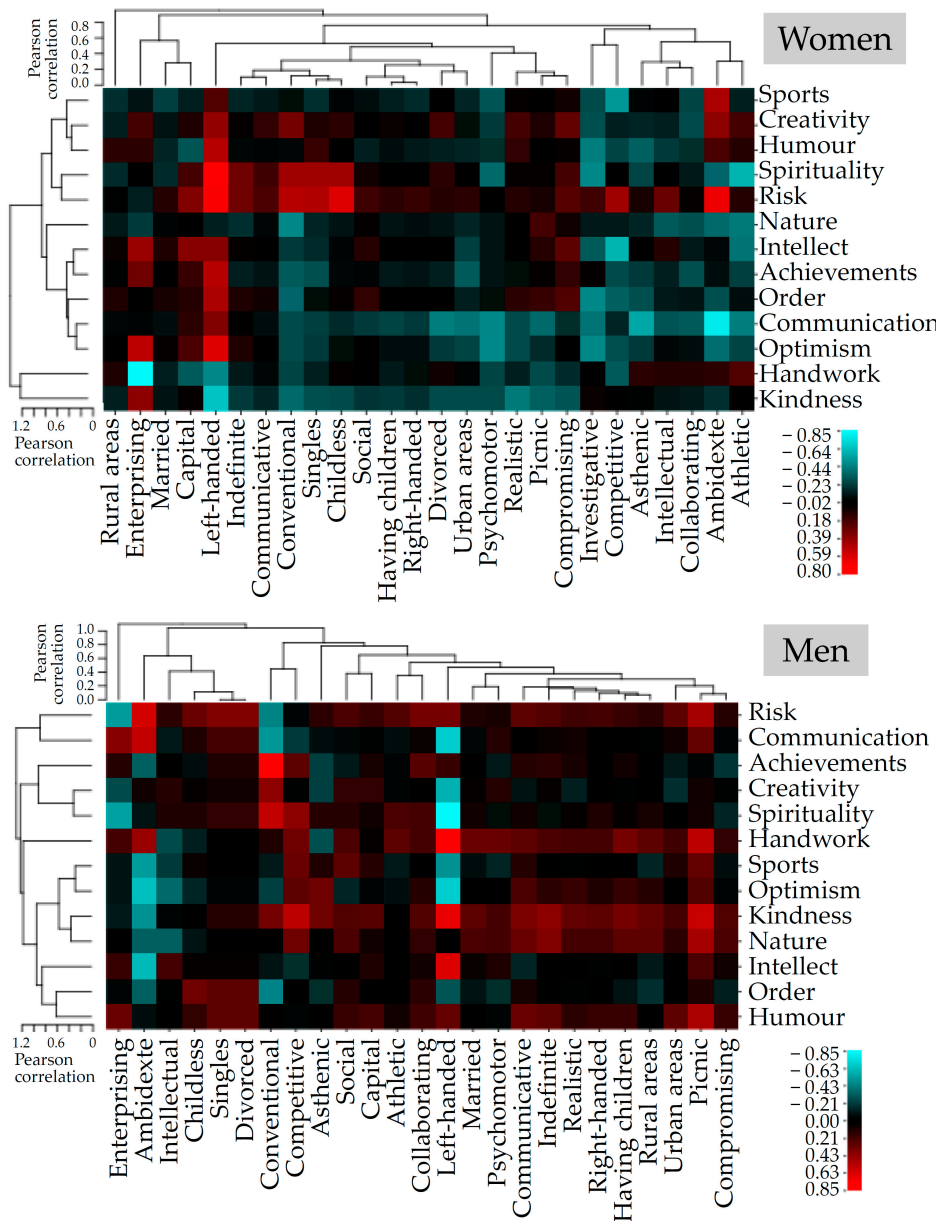 Women
Pearson
correlation
0.8
0.6
0.4
0.2
0.0
Sports
Creativity
Humour
Spirituality
Risk
Nature
Intellect
Achievements
Order
Communication
Optimism
Handwork
Kindness
1.2 0.6 0
Pearson
correlation
Rural areas
Enterprising
Married
Capital
Left-handed
Indefinite
Communicative
Conventional
Singles
Childless
Social
Having children
Right-handed
Divorced
Urban areas
Psychomotor
Realistic
Picnic
Compromising
Investigative
Competitive
Asthenic
Intellectual
Collaborating
Ambidexte
Athletic
− 0.85
− 0.64
− 0.44
− 0.23
− 0.02
0.18
0.39
0.59
0.80
Men
Pearson
correlation
1.0
0.8
0.6
0.4
0.2
0.0
Risk
Communication
Achievements
Creativity
Spirituality
Handwork
Sports
Optimism
Kindness
Nature
Intellect
Order
Humour
1.2 0.6 0
Pearson
correlation
Enterprising
Ambidexte
Intellectual
Childless
Singles
Divorced
Conventional
Competitive
Asthenic
Social
Capital
Athletic
Collaborating
Left-handed
Married
Psychomotor
Communicative
Indefinite
Realistic
Right-handed
Having children
Rural areas
Urban areas
Picnic
Compromising
− 0.85
− 0.64
− 0.43
− 0.21
0.00
0.21
0.43
0.63
0.85